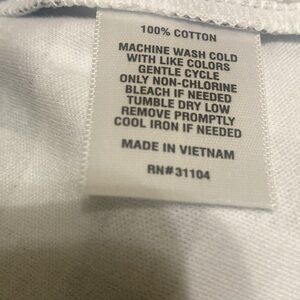 100% COTTON
MACHINE WASH COLD
WITH LIKE COLORS
GENTLE CYCLE
ONLY NON-CHLORINE
BLEACH IF NEEDED
TUMBLE DRY LOW
REMOVE PROMPTLY
COOL IRON IF NEEDED
MADE IN VIETNAM
RN#31104